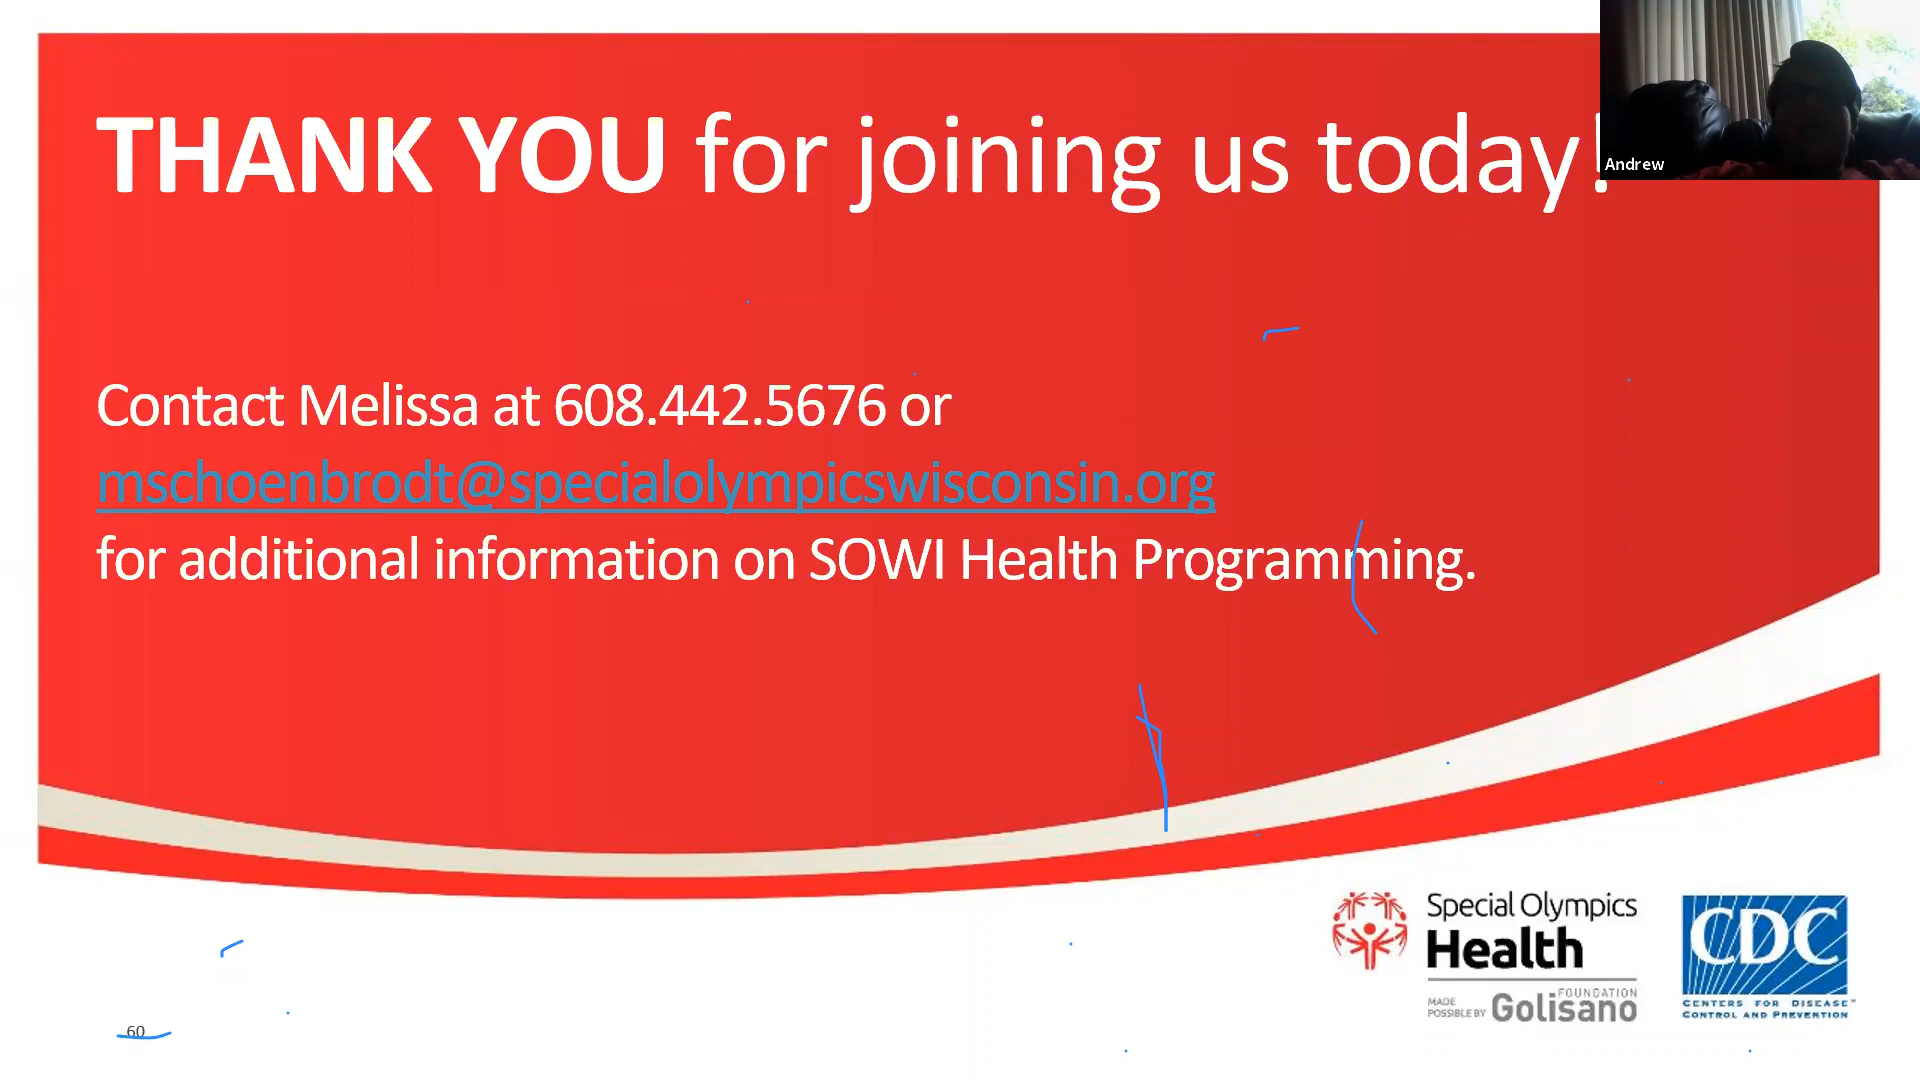 THANK YOU for joining us today!
Andrew
Contact Melissa at 608.442.5676 or
mschoenbrodt@specialolympicswisconsin.org
for additional information on SOWI Health Programming.
Special Olympics
Health
MADE
POSSIBLE BY
FOUNDATION
Golisano
CDC
CENTERS FOR DISEASE™
CONTROL AND PREVENTION
60